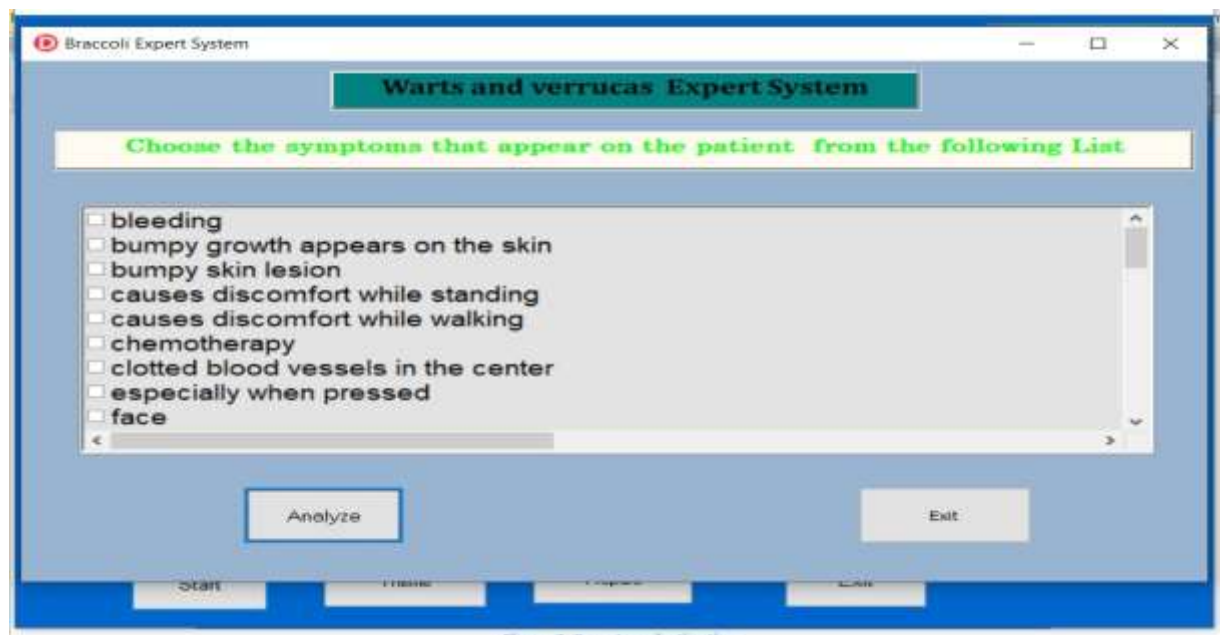 Braccoli Expert System
Warts and verrucas Expert System
Choose the symptoms that appear on the patient from the following List
bleeding
bumpy growth appears on the skin
bumpy skin lesion
causes discomfort while standing
causes discomfort while walking
chemotherapy
clotted blood vessels in the center
especially when pressed
face
Analyze
Exit
Start
Exit